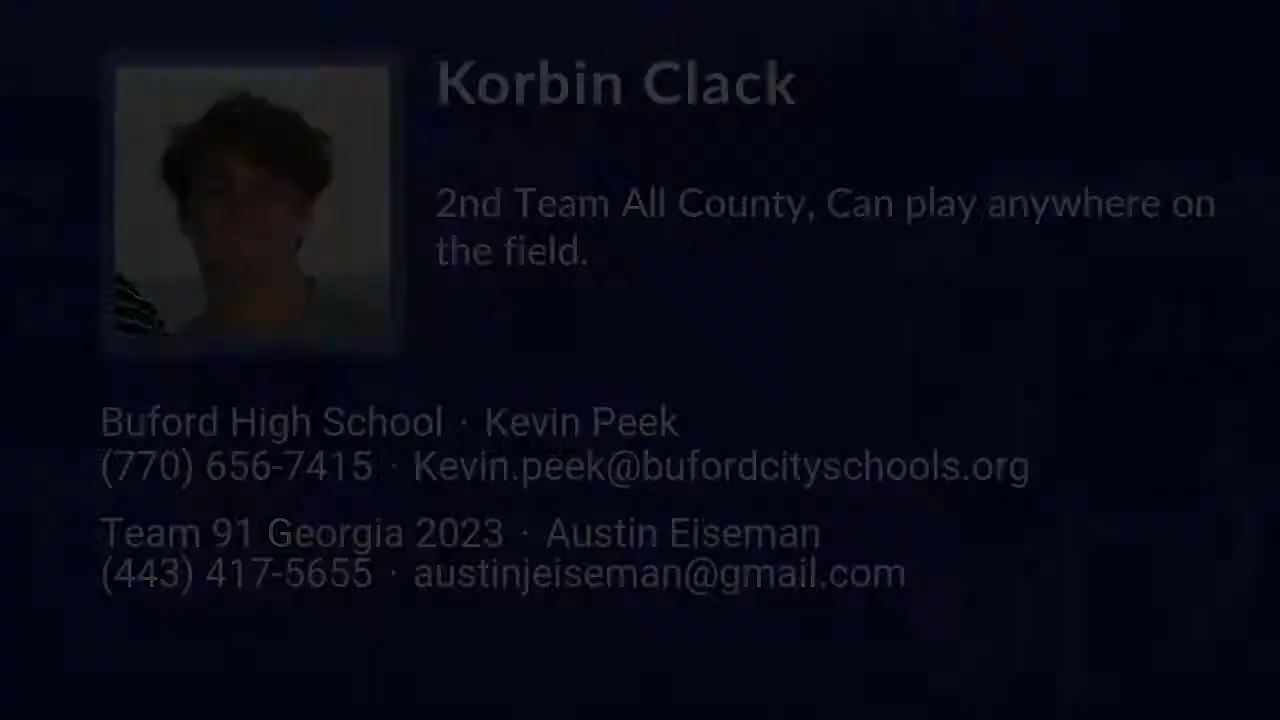 Korbin Clack
2nd Team All County, Can play anywhere on
the field.
Buford High School · Kevin Peek
(770) 656-7415 · Kevin.peek@bufordcityschools.org
Team 91 Georgia 2023 · Austin Eiseman
(443) 417-5655 · austinjeiseman@gmail.com